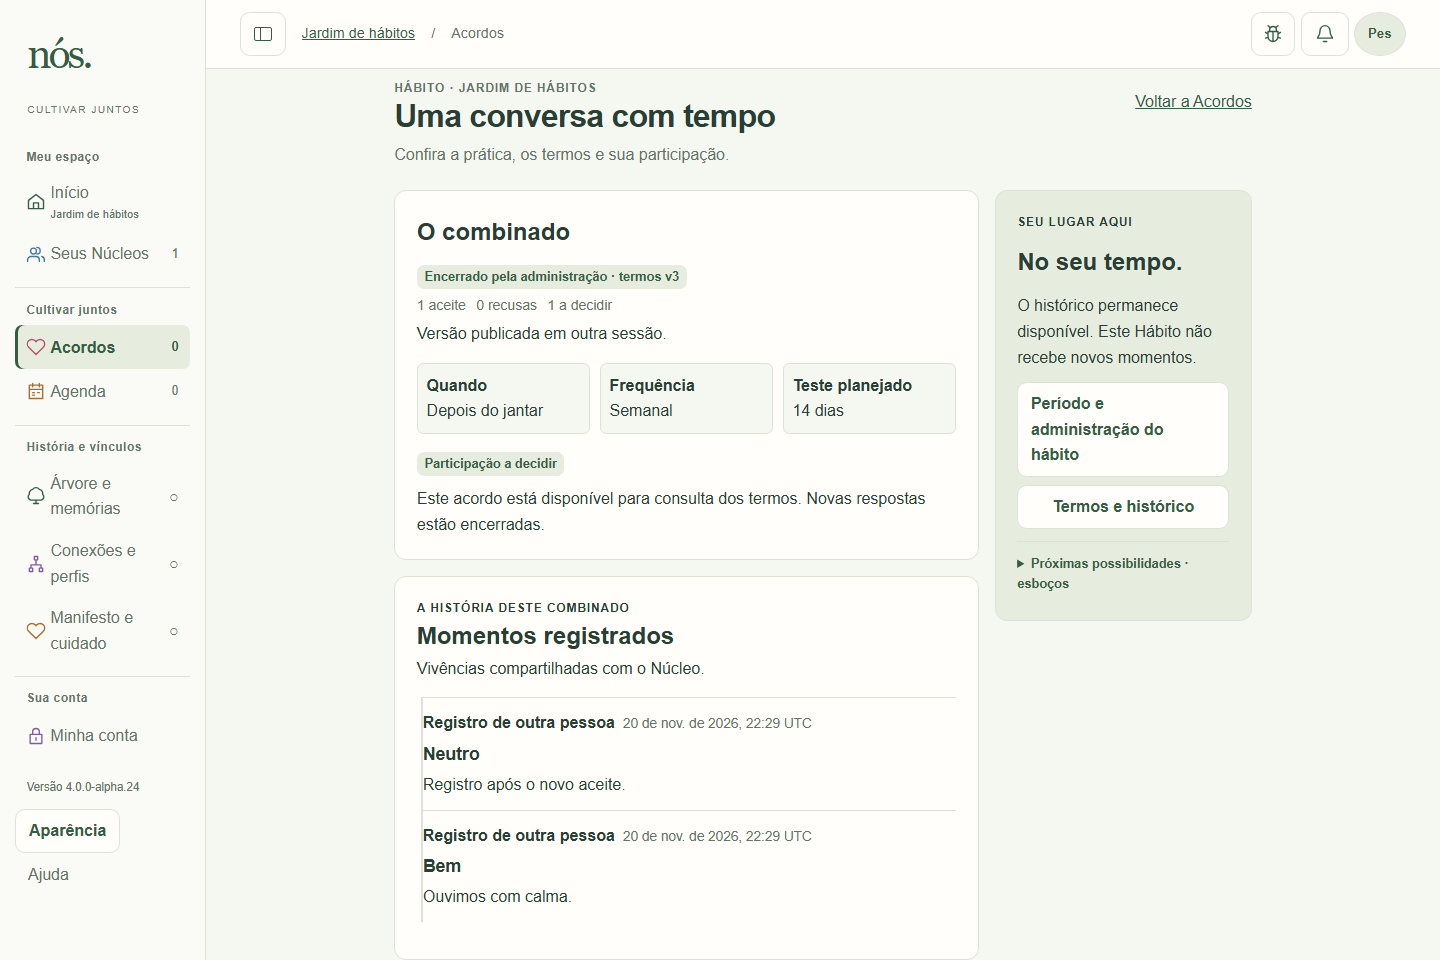 nós.
CULTIVAR JUNTOS
Meu espaço
Início
Jardim de hábitos
Seus Núcleos 1
Cultivar juntos
Acordos 0
Agenda 0
História e vínculos
Árvore e
memórias
Conexões e
perfis
Manifesto e
cuidado
Sua conta
Minha conta
Versão 4.0.0-alpha.24
Aparência
Ajuda
Jardim de hábitos / Acordos
Pes
HÁBITO · JARDIM DE HÁBITOS
Uma conversa com tempo
Confira a prática, os termos e sua participação.
Voltar a Acordos
O combinado
Encerrado pela administração · termos v3
1 aceite 0 recusas 1 a decidir
Versão publicada em outra sessão.
Quando
Depois do jantar
Frequência
Semanal
Teste planejado
14 dias
Participação a decidir
Este acordo está disponível para consulta dos termos. Novas respostas
estão encerradas.
A HISTÓRIA DESTE COMBINADO
Momentos registrados
Vivências compartilhadas com o Núcleo.
Registro de outra pessoa 20 de nov. de 2026, 22:29 UTC
Neutro
Registro após o novo aceite.
Registro de outra pessoa 20 de nov. de 2026, 22:29 UTC
Bem
Ouvimos com calma.
SEU LUGAR AQUI
No seu tempo.
O histórico permanece
disponível. Este Hábito não
recebe novos momentos.
Período e
administração do
hábito
Termos e histórico
Próximas possibilidades ·
esboços